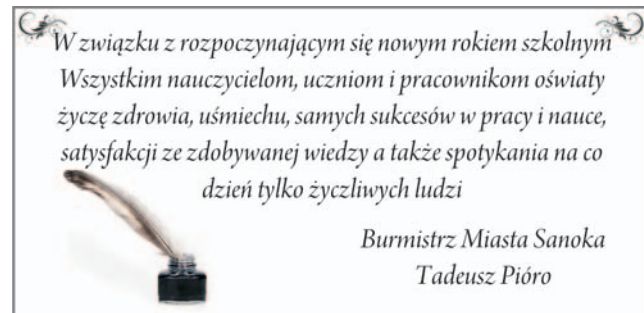 W związku z rozpoczynającym się nowym rokiem szkolnym
Wszystkim nauczycielom, uczniom i pracownikom oświaty
życzę zdrowia, uśmiechu, samych sukcesów w pracy i nauce,
satysfakcji ze zdobywanej wiedzy a także spotykania na co
dzień tylko życzliwych ludzi
Burmistrz Miasta Sanoka
Tadeusz Pióro